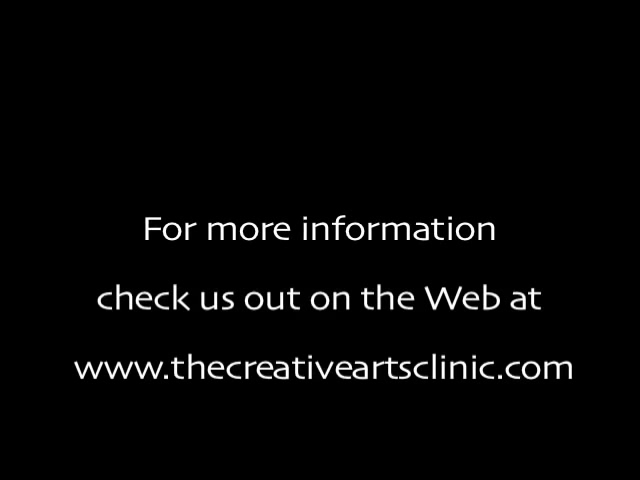 For more information
check us out on the Web at
www.thecreativeartsclinic.com